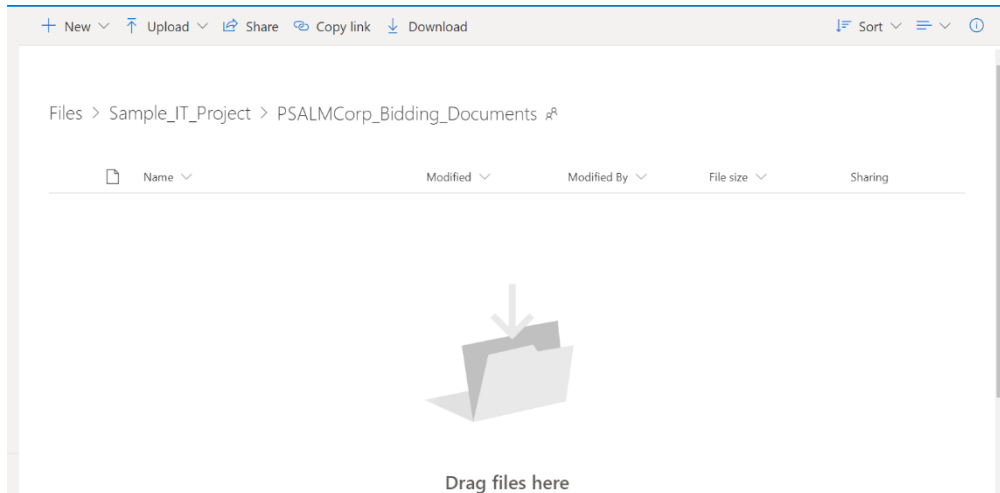 New Upload Share Copy link Download Sort
Files > Sample_IT_Project > PSALMCorp_Bidding_Documents
Name Modified Modified By File size Sharing
Drag files here